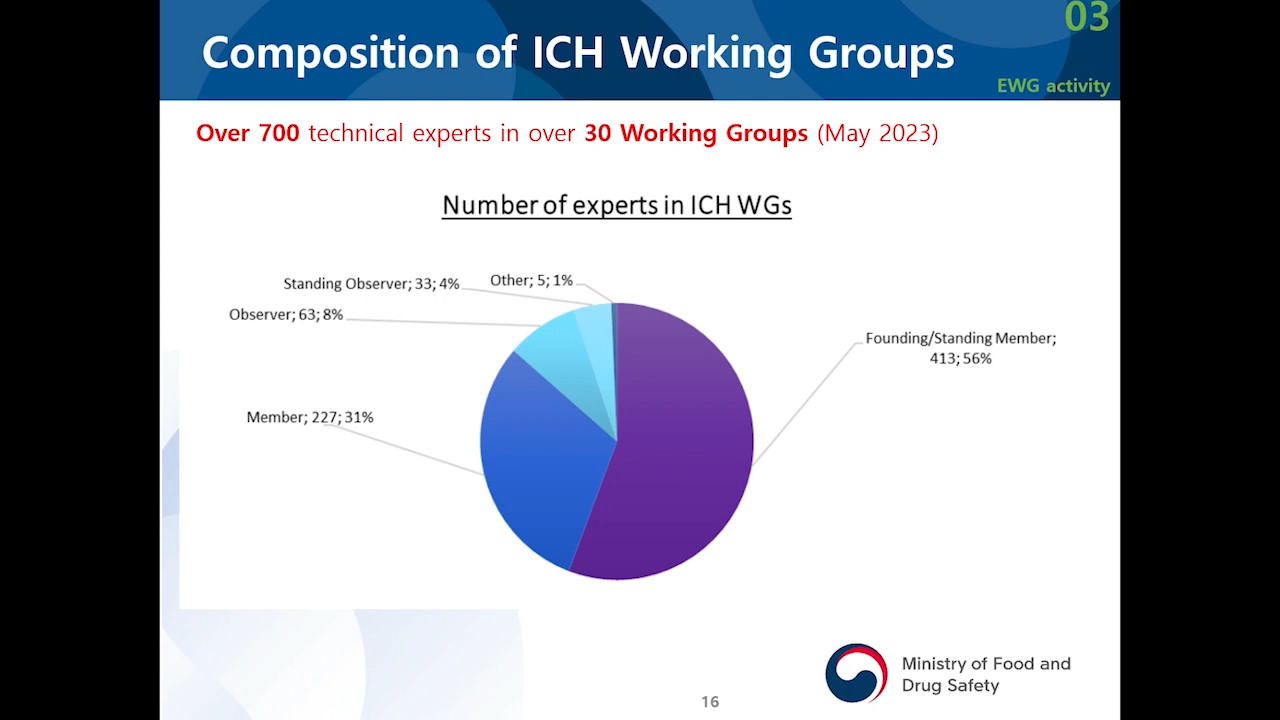 03
Composition of ICH Working Groups
EWG activity
Over 700 technical experts in over 30 Working Groups (May 2023)
Number of experts in ICH WGs
Standing Observer; 33; 4%
Other; 5; 1%
Observer; 63; 8%
Founding/Standing Member;
413; 56%
Member; 227; 31%
Ministry of Food and
Drug Safety
16